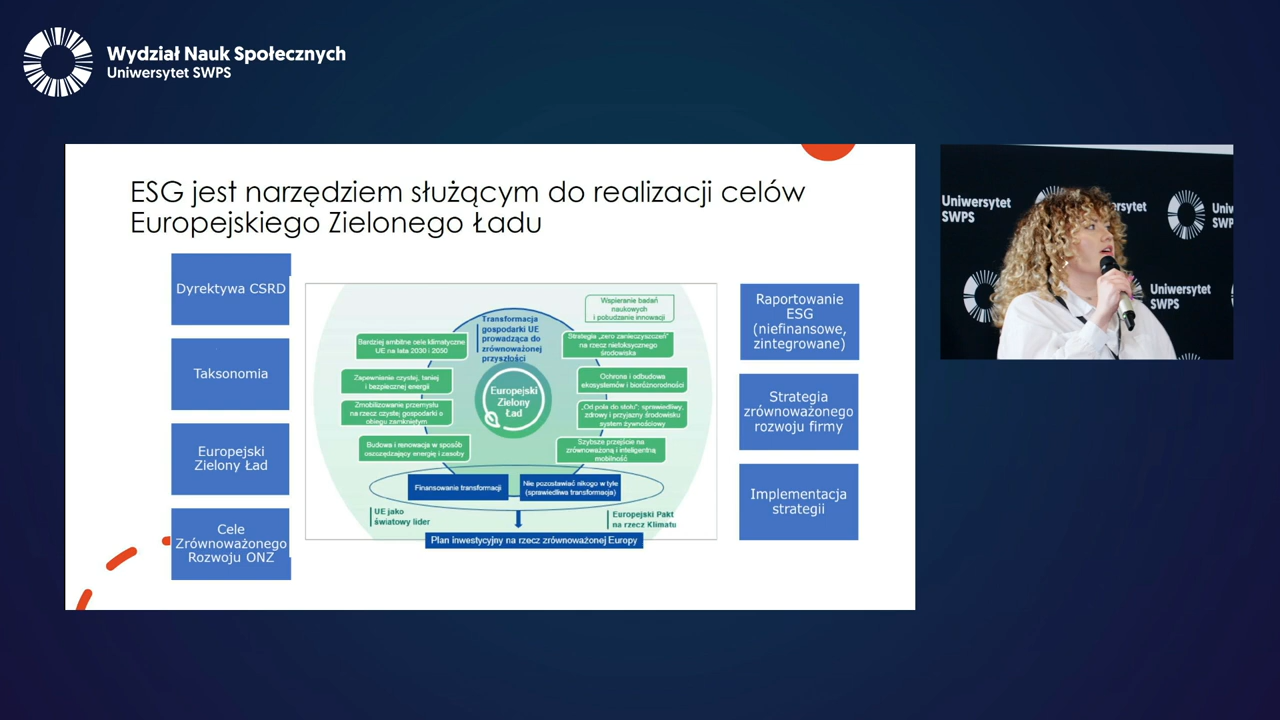 Wydział Nauk Społecznych
Uniwersytet SWPS
ESG jest narzędziem służącym do realizacji celów
Europejskiego Zielonego Ładu
Dyrektywa CSRD
Taksonomia
Europejski
Zielony Ład
Cele
Zrównoważonego
Rozwoju ONZ
Transformacja
gospodarki UE
prowadząca do
zrównoważonej
przyszłości
Wspieranie badań
naukowych
i pobudzanie innowacji
Bardziej ambitne cele klimatyczne
UE na lata 2030 i 2050
Strategia „zero zanieczyszczeń”
na rzecz nietoksycznego
środowiska
Zapewnianie czystej, taniej
i bezpiecznej energii
Ochrona i odbudowa
ekosystemów i bioróżnorodności
Zmobilizowanie przemysłu
na rzecz czystej gospodarki o
obiegu zamkniętym
„Od pola do stołu”: sprawiedliwy,
zdrowy i przyjazny środowisku
system żywnościowy
Budowa i renowacja w sposób
oszczędzający energię i zasoby
Szybsze przejście na
zrównoważoną i inteligentną
mobilność
Europejski
Zielony
Ład
Finansowanie transformacji
Nie pozostawiać nikogo w tyle
(sprawiedliwa transformacja)
UE jako
światowy lider
Europejski Pakt
na rzecz Klimatu
Plan inwestycyjny na rzecz zrównoważonej Europy
Raportowanie
ESG
(niefinansowe,
zintegrowane)
Strategia
zrównoważonego
rozwoju firmy
Implementacja
strategii
Uniwersytet
SWPS
rsytet
Uniw
SWP
Uniwersytet
SWPS